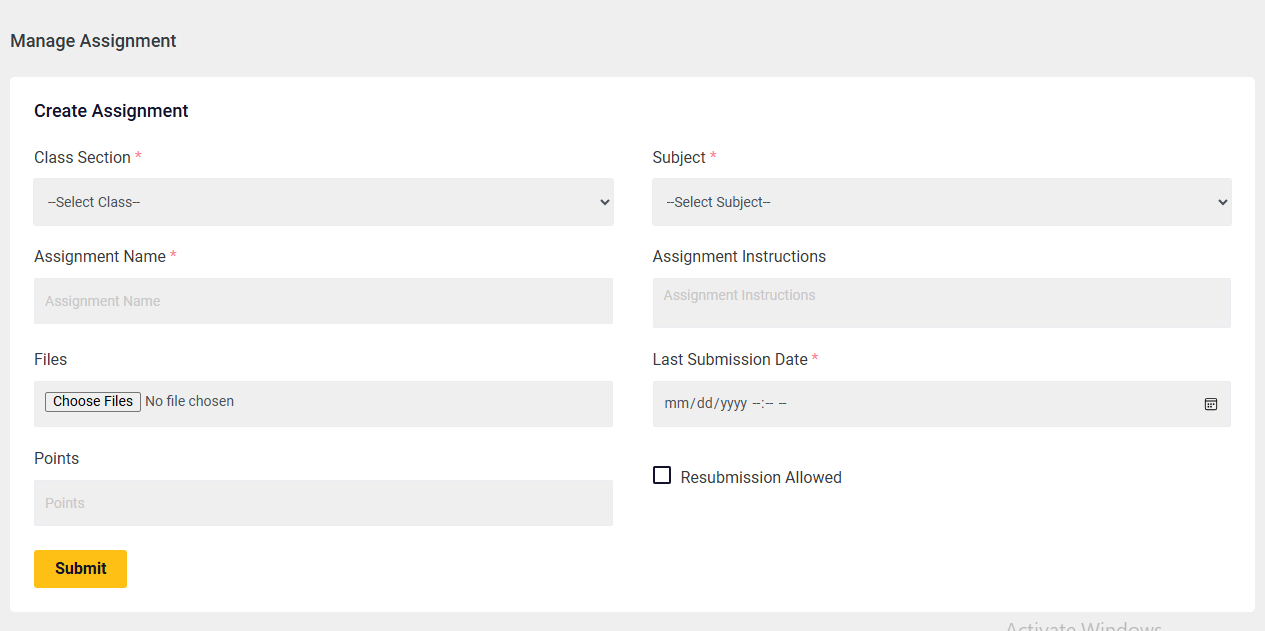 Manage Assignment
Create Assignment
Class Section *
Subject *
--Select Class--
--Select Subject--
Assignment Name *
Assignment Instructions
Assignment Name
Assignment Instructions
Files
Last Submission Date *
Choose Files No file chosen
mm/dd/yyyy --:-- --
Points
Resubmission Allowed
Points
Submit
Activate Windows